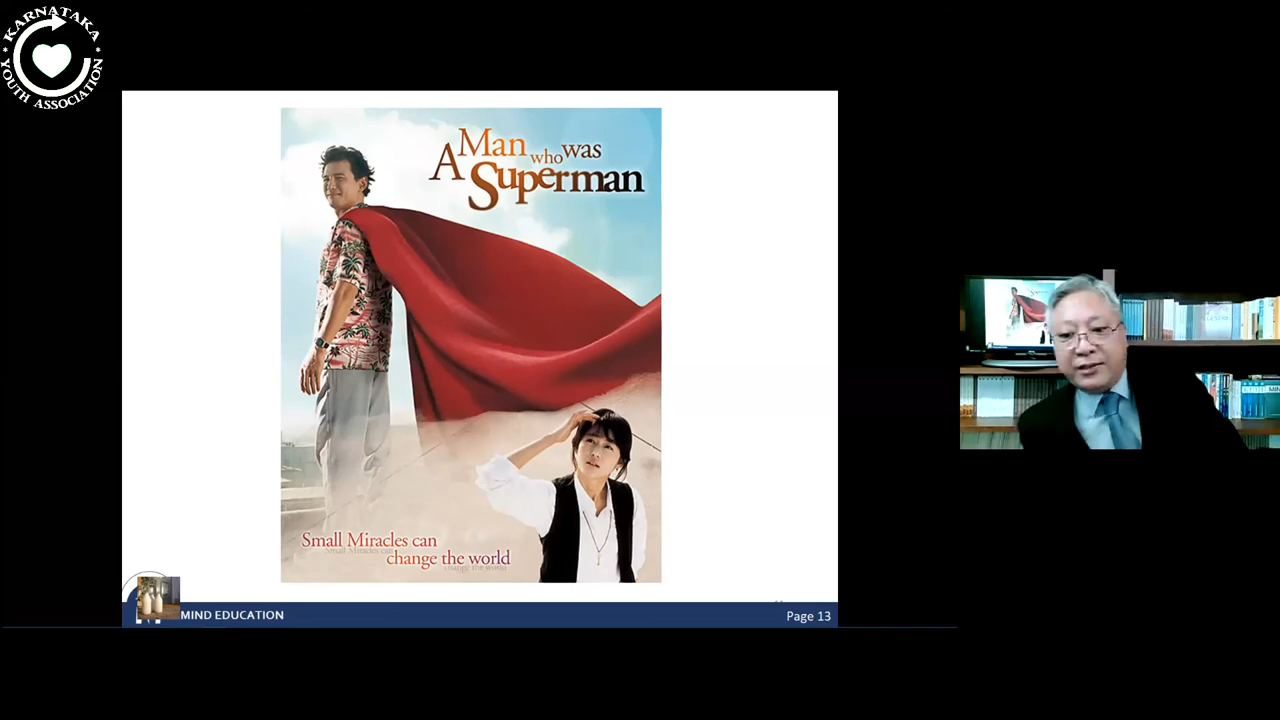 KARNATAKA
YOUTH ASSOCIATION
A Man who was
Superman
Small Miracles can
change the world
MIND EDUCATION
Page 13